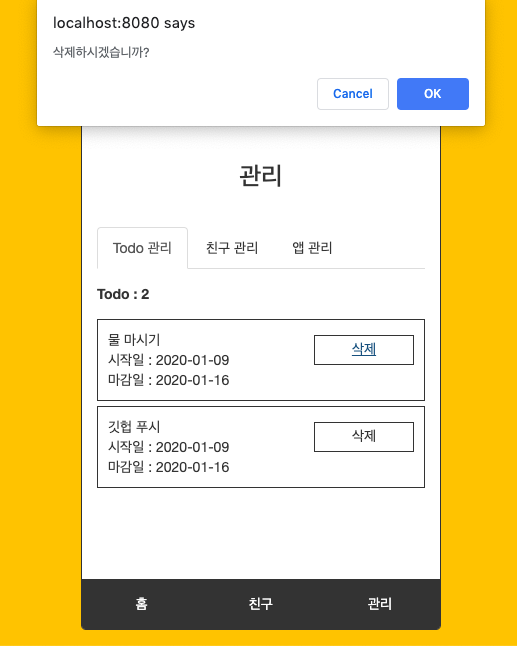 localhost:8080 says
삭제하시겠습니까?
Cancel
OK
관리
Todo 관리
친구 관리
앱 관리
Todo : 2
물 마시기
시작일 : 2020-01-09
마감일 : 2020-01-16
삭제
깃헙 푸시
시작일 : 2020-01-09
마감일 : 2020-01-16
삭제
홈
친구
관리